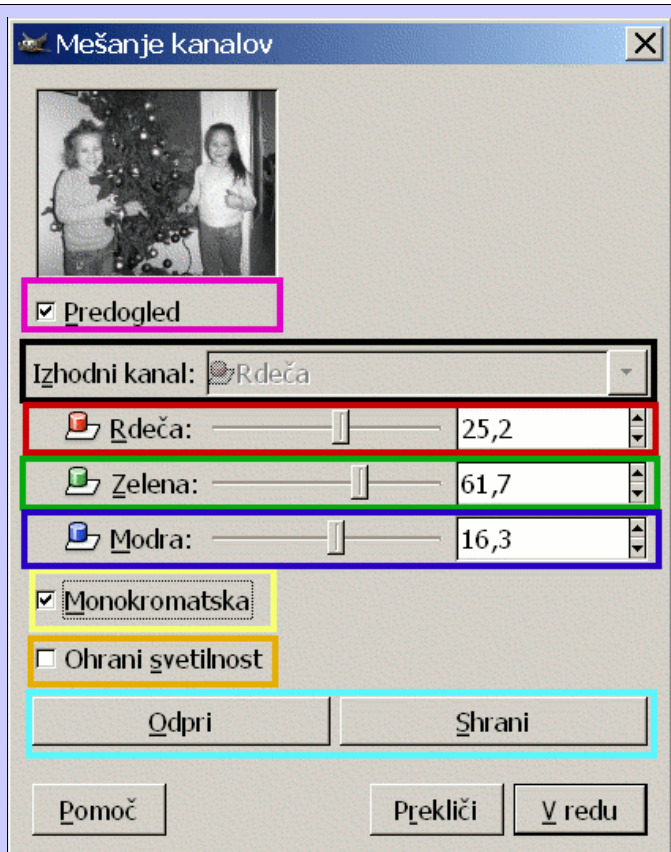 Mešanje kanalov
Predogled
Izhodni kanal: Rdeča
Rdeča: 25,2
Zelena: 61,7
Modra: 16,3
Monokromatska
Ohrani svetilnost
Odpri Shrani
Pomoč Prekliči V redu